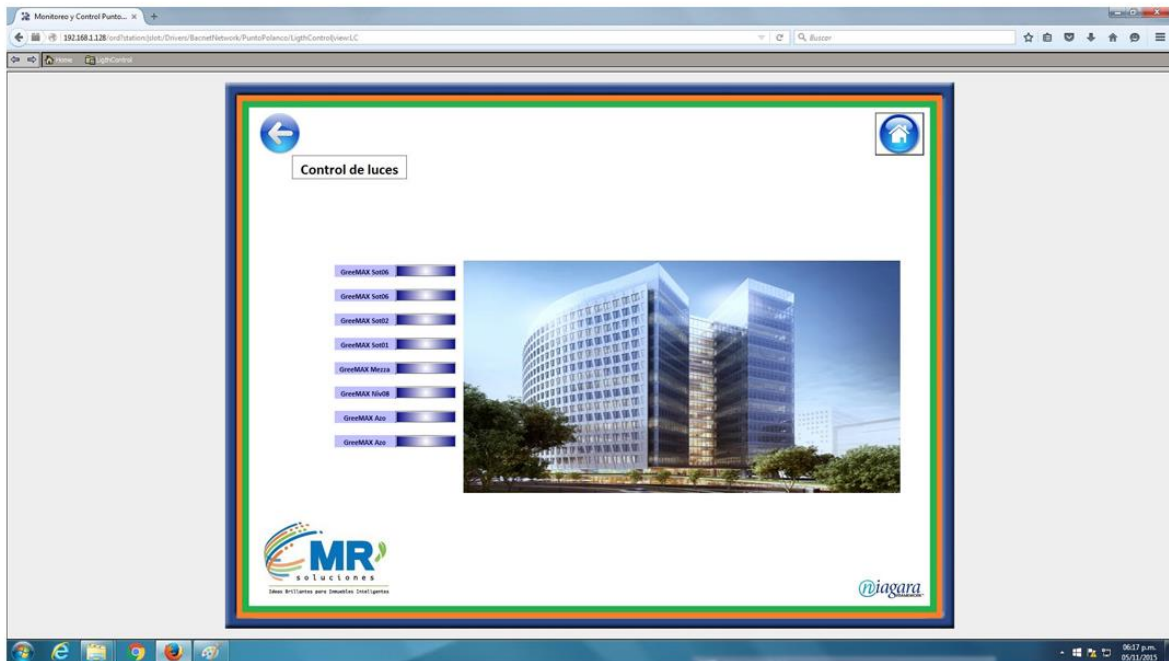 Monitoreo y Control Punto...
192.168.1.128/ord?station:|slot:/Drivers/BacnetNetwork/PuntoPolanco/LigthControl|view:LC
Buscar
Home
LigthControl
Control de luces
GreeMAX Sot06
GreeMAX Sot06
GreeMAX Sot02
GreeMAX Sot01
GreeMAX Mezza
GreeMAX Niv08
GreeMAX Azo
GreeMAX Azo
MR
soluciones
Ideas Brillantes para Inmuebles Inteligentes
niagara
06:17 p.m.
05/11/2015